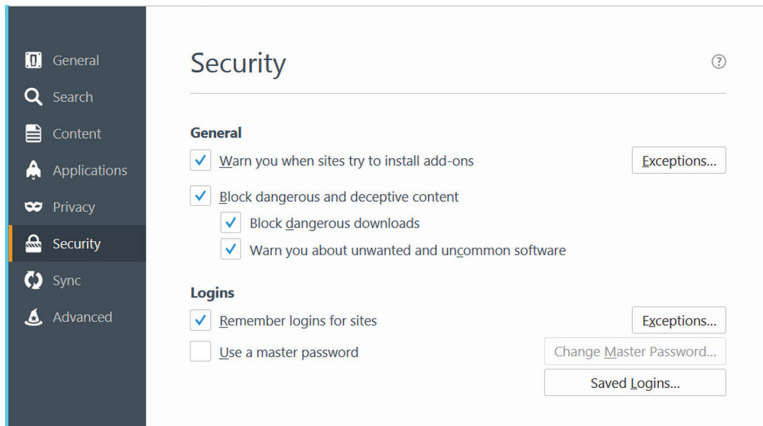 General
Search
Content
Applications
Privacy
Security
Sync
Advanced
Security
?
General
Warn you when sites try to install add-ons
Exceptions...
Block dangerous and deceptive content
Block dangerous downloads
Warn you about unwanted and uncommon software
Logins
Remember logins for sites
Exceptions...
Use a master password
Change Master Password...
Saved Logins...